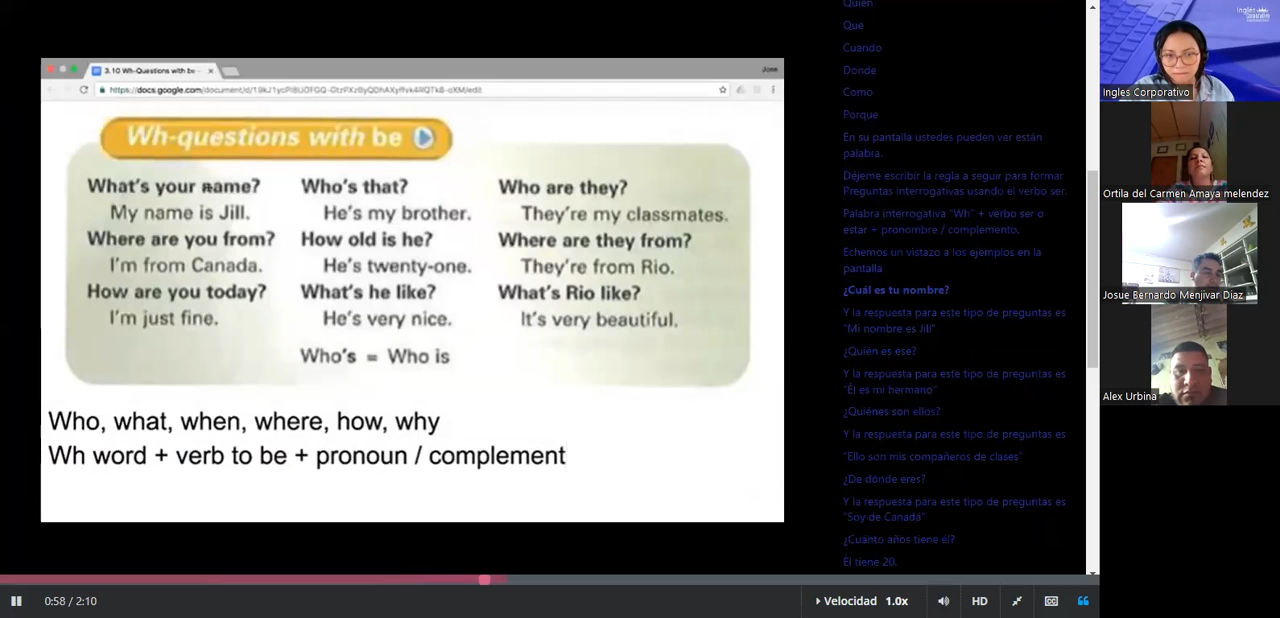 3.10 Wh-Questions with be
Wh-questions with be
What's your name?
My name is Jill.
Where are you from?
I'm from Canada.
How are you today?
I'm just fine.
Who's that?
He's my brother.
How old is he?
He's twenty-one.
What's he like?
He's very nice.
Who's = Who is
Who are they?
They're my classmates.
Where are they from?
They're from Rio.
What's Rio like?
It's very beautiful.
Who, what, when, where, how, why
Wh word + verb to be + pronoun / complement
Quien
Que
Cuando
Donde
Como
Porque
En su pantalla ustedes pueden ver están
palabra.
Déjeme escribir la regla a seguir para formar
Preguntas interrogativas usando el verbo ser.
Palabra interrogativa "Wh" + verbo ser o
estar + pronombre / complemento.
Echemos un vistazo a los ejemplos en la
pantalla
¿Cuál es tu nombre?
Y la respuesta para este tipo de preguntas es
"Mi nombre es Jill"
¿Quién es ese?
Y la respuesta para este tipo de preguntas es
"Él es mi hermano"
¿Quiénes son ellos?
Y la respuesta para este tipo de preguntas es
"Ello son mis compañeros de clases"
¿De dónde eres?
Y la respuesta para este tipo de preguntas es
"Soy de Canadá"
¿Cuánto años tiene él?
Él tiene 20.
0:58 / 2:10
Velocidad 1.0x
HD
CC
Ingles Corporativo
Ortila del Carmen Amaya melendez
Josue Bernardo Menjivar Diaz
Alex Urbina